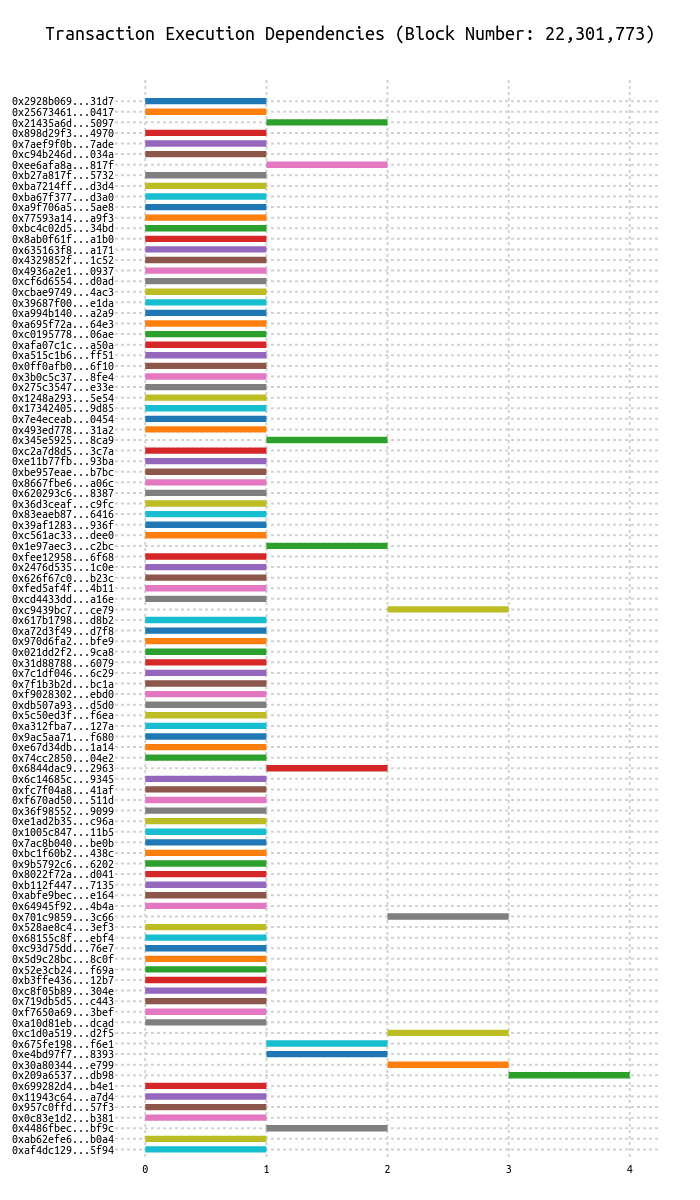 Transaction Execution Dependencies (Block Number: 22,301,773)
0x2928b069...31d7
0x25673461...0417
0x21435a6d...5097
0x898d29f3...4970
0x7aef9f0b...7ade
0xc94b246d...034a
0xee6afa8a...817f
0xb27a817f...5732
0xba7214ff...d3d4
0xba67f377...d3a0
0xa9f706a5...5ae8
0x77593a14...a9f3
0xbc4c02d5...34bd
0x8ab0f61f...a1b0
0x635163f8...a171
0x4329852f...1c52
0x4936a2e1...0937
0xcf6d6554...d0ad
0xcbae9749...4ac3
0x39687f00...e1da
0xa994b140...a2a9
0xa695f72a...64e3
0xc0195778...06ae
0xafa07c1c...a50a
0xa515c1b6...ff51
0x0ff0afb0...6f10
0x3b0c5c37...8fe4
0x275c3547...e33e
0x1248a293...5e54
0x17342405...9d85
0x7e4eceab...0454
0x493ed778...31a2
0x345e5925...8ca9
0xc2a7d8d5...3c7a
0xe11b77fb...93ba
0xbe957eae...b7bc
0x8667fbe6...a06c
0x620293c6...8387
0x36d3ceaf...c9fc
0x83eaeb87...6416
0x39af1283...936f
0xc561ac33...dee0
0x1e97aec3...c2bc
0xfee12958...6f68
0x2476d535...1c0e
0x626f67c0...b23c
0xfed5af4f...4b11
0xcd4433dd...a16e
0xc9439bc7...ce79
0x617b1798...d8b2
0xa72d3f49...d7f8
0x970d6fa2...bfe9
0x021dd2f2...9ca8
0x31d88788...6079
0x7c1df046...6c29
0x7f1b3b2d...bc1a
0xf9028302...ebd0
0xdb507a93...d5d0
0x5c50ed3f...f6ea
0xa312fba7...127a
0x9ac5aa71...f680
0xe67d34db...1a14
0x74cc2850...04e2
0x6844dac9...2963
0x6c14685c...9345
0xfc7f04a8...41af
0xf670ad50...511d
0x36f98552...9099
0xe1ad2b35...c96a
0x1005c847...11b5
0x7ac8b040...be0b
0xbc1f60b2...438c
0x9b5792c6...6202
0x8022f72a...d041
0xb112f447...7135
0xabfe9bec...e164
0x64945f92...4b4a
0x701c9859...3c66
0x528ae8c4...3ef3
0x68155c8f...ebf4
0xc93d75dd...76e7
0x5d9c28bc...8c0f
0x52e3cb24...f69a
0xb3ffe436...12b7
0xc8f05b89...304e
0x719db5d5...c443
0xf7650a69...3bef
0xa10d81eb...dcad
0xc1d0a519...d2f5
0x675fe198...f6e1
0xe4bd97f7...8393
0x30a80344...e799
0x209a6537...db98
0x699282d4...b4e1
0x11943c64...a7d4
0x957c0ffd...57f3
0x0c83e1d2...b381
0x4486fbec...bf9c
0xab62efe6...b0a4
0xaf4dc129...5f94
0 1 2 3 4